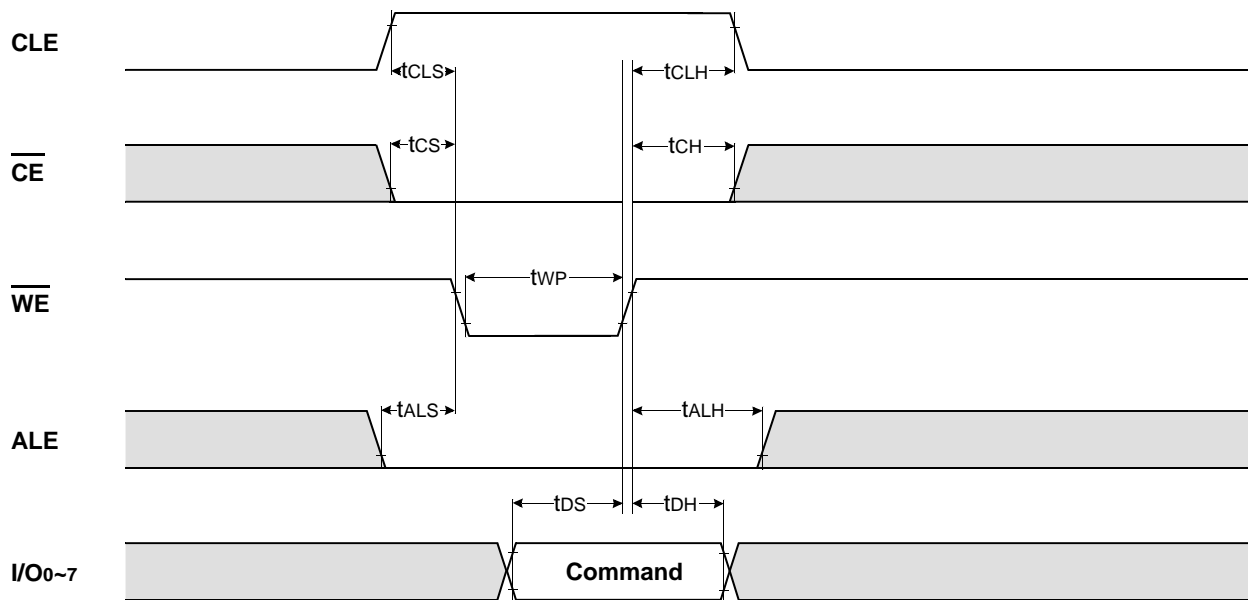 CLE
tCLS
tCLH
CE
tCS
tCH
WE
tWP
ALE
tALS
tALH
tDS
tDH
I/O0~7
Command